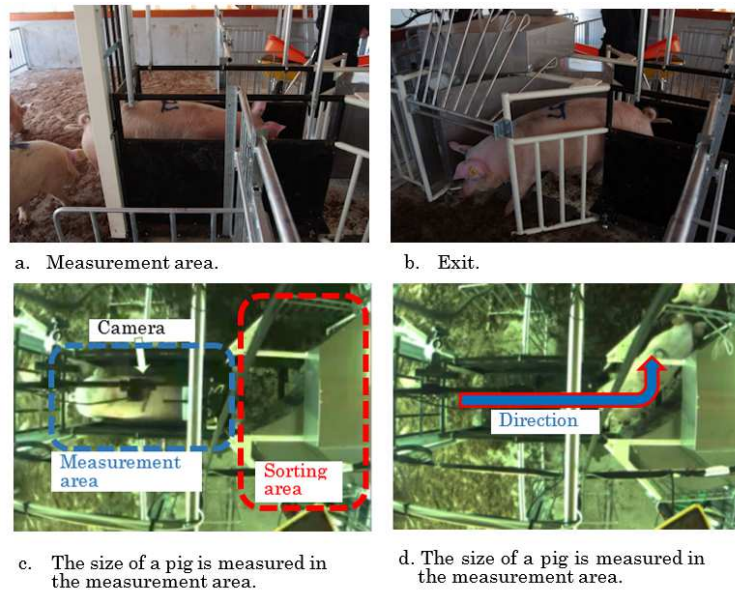 a. Measurement area.
b. Exit.
Camera
Measurement
area
Sorting
area
Direction
c. The size of a pig is measured in
the measurement area.
d. The size of a pig is measured in
the measurement area.